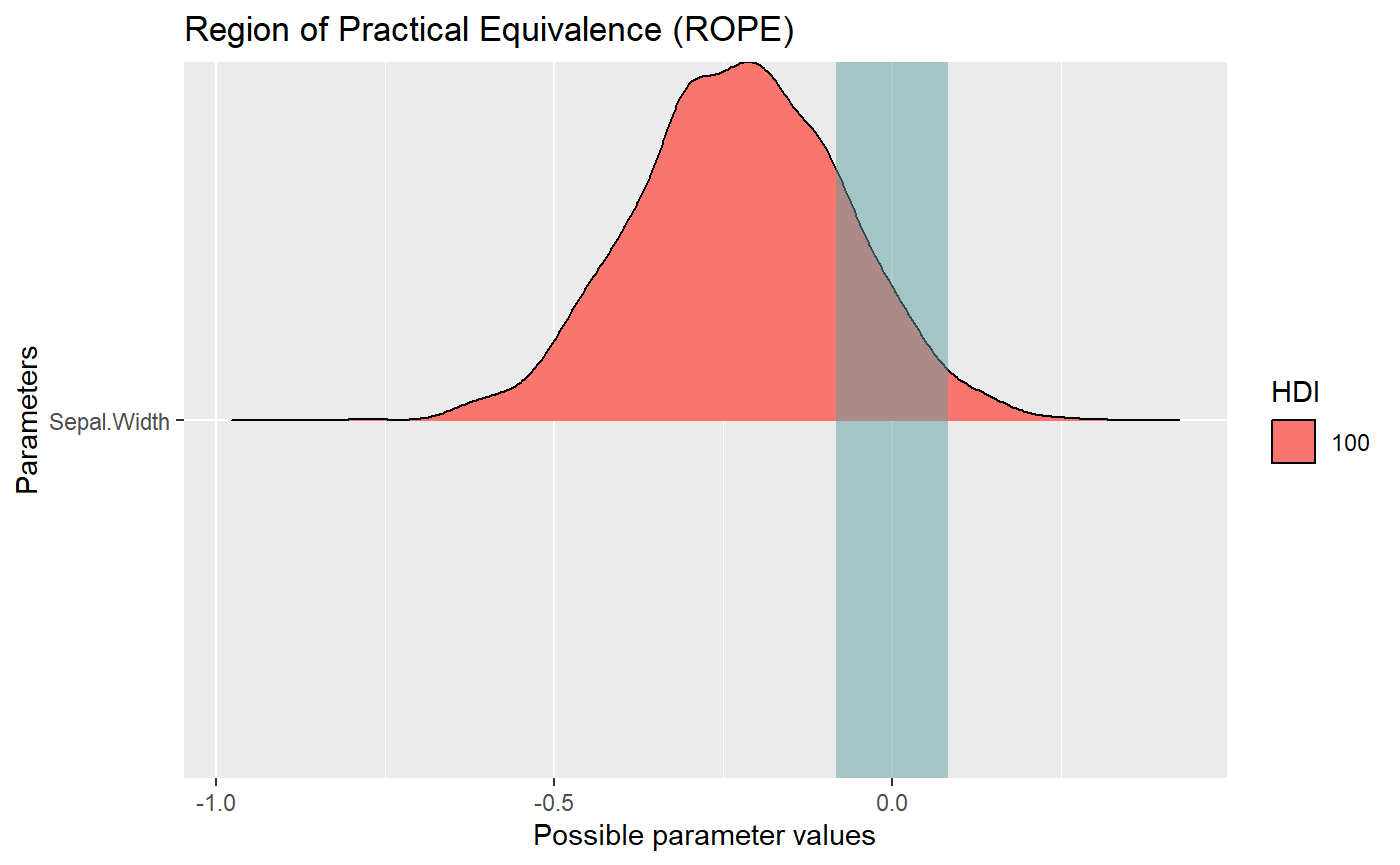 Region of Practical Equivalence (ROPE)
Parameters
Sepal.Width
HDI
100
-1.0
-0.5
0.0
Possible parameter values